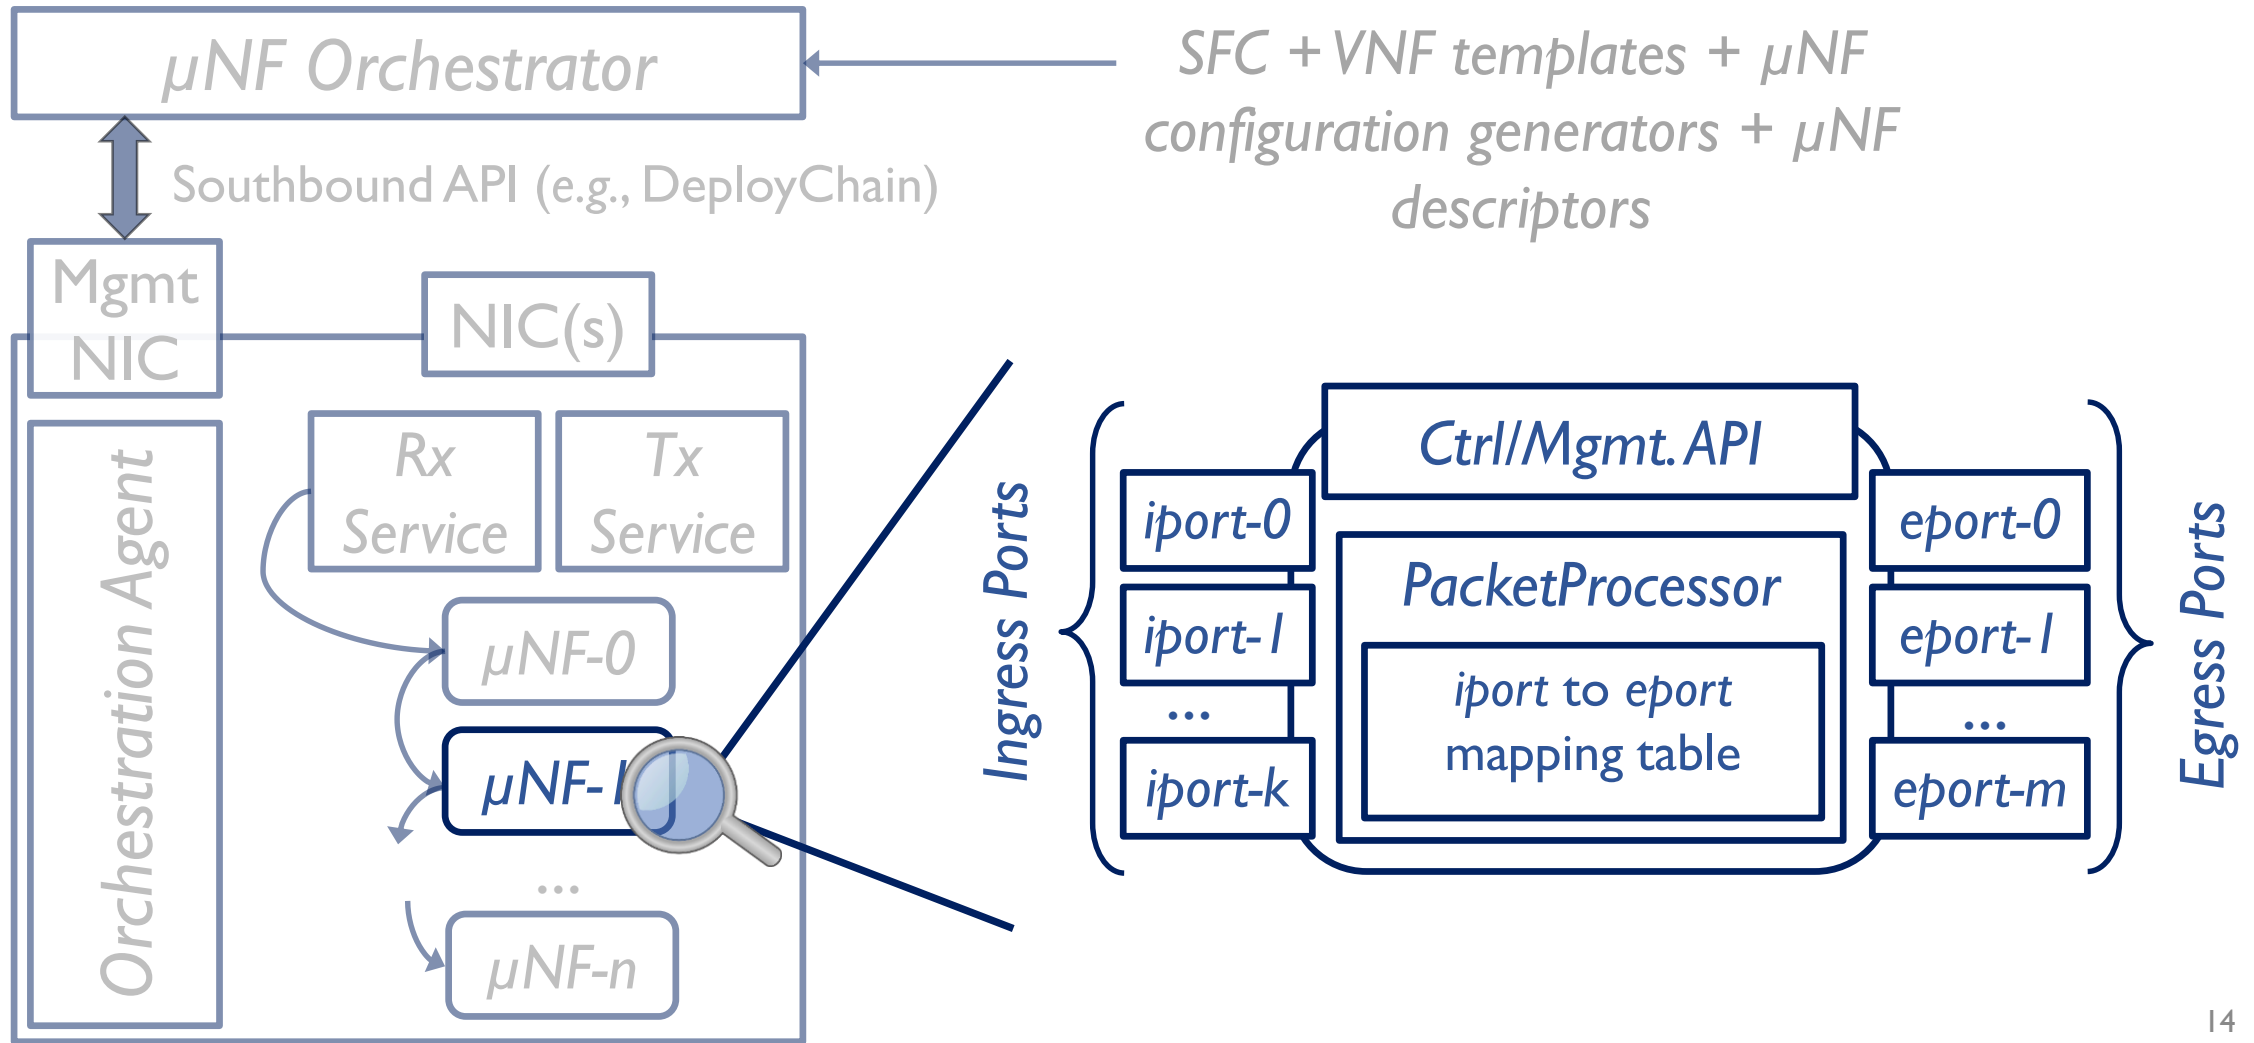 µNF Orchestrator
SFC + VNF templates + µNF
configuration generators + µNF
descriptors
Southbound API (e.g., DeployChain)
Mgmt
NIC
NIC(s)
Orchestration Agent
Rx
Service
Tx
Service
µNF-0
µNF-1
...
µNF-n
Ingress Ports
iport-0
iport-1
...
iport-k
Ctrl/Mgmt. API
PacketProcessor
iport to eport
mapping table
eport-0
eport-1
...
eport-m
Egress Ports
14